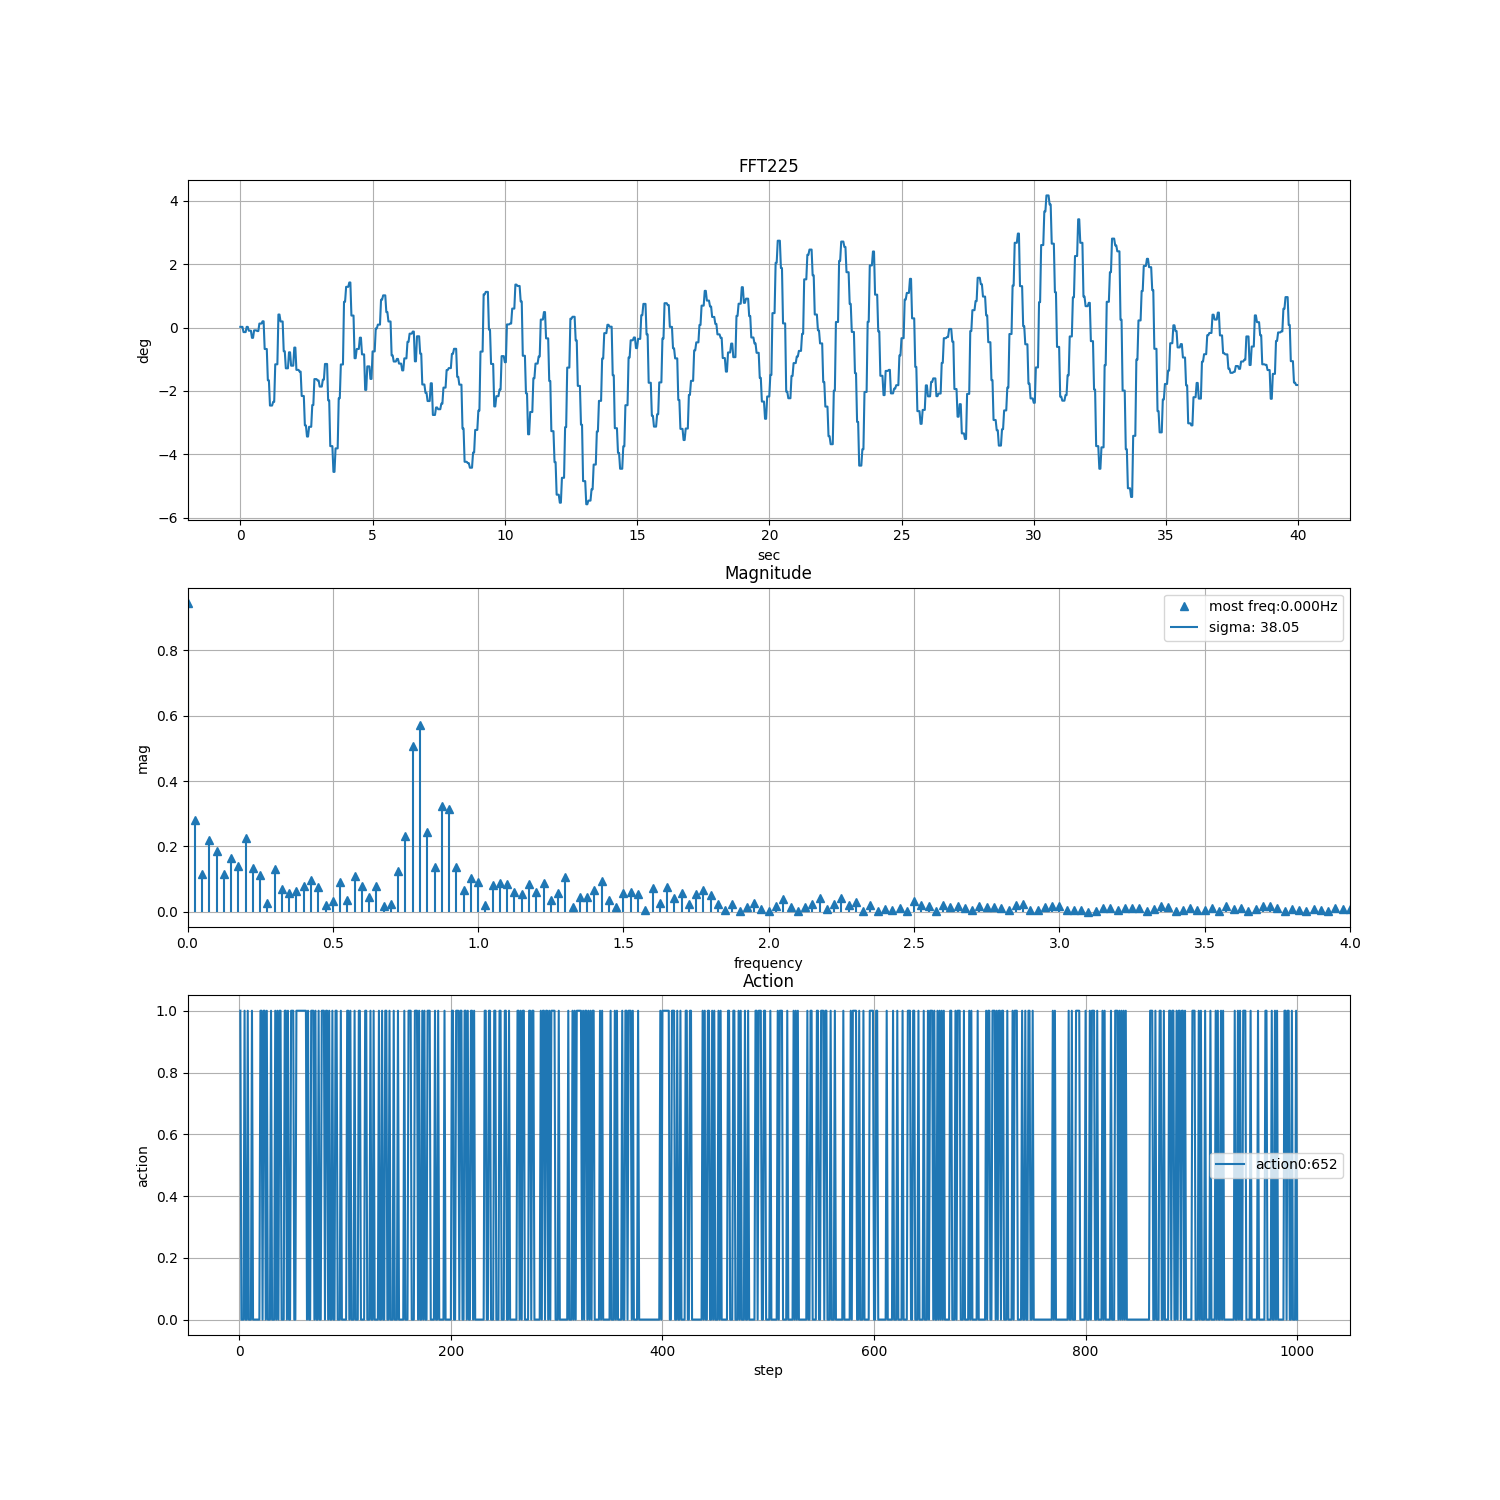 FFT225
4
2
0
−2
−4
−6
deg
0 5 10 15 20 25 30 35 40
sec
Magnitude
most freq:0.000Hz
sigma: 38.05
0.8
0.6
0.4
0.2
0.0
mag
0.0 0.5 1.0 1.5 2.0 2.5 3.0 3.5 4.0
frequency
Action
1.0
0.8
0.6
0.4
0.2
0.0
action
action0:652
0 200 400 600 800 1000
step